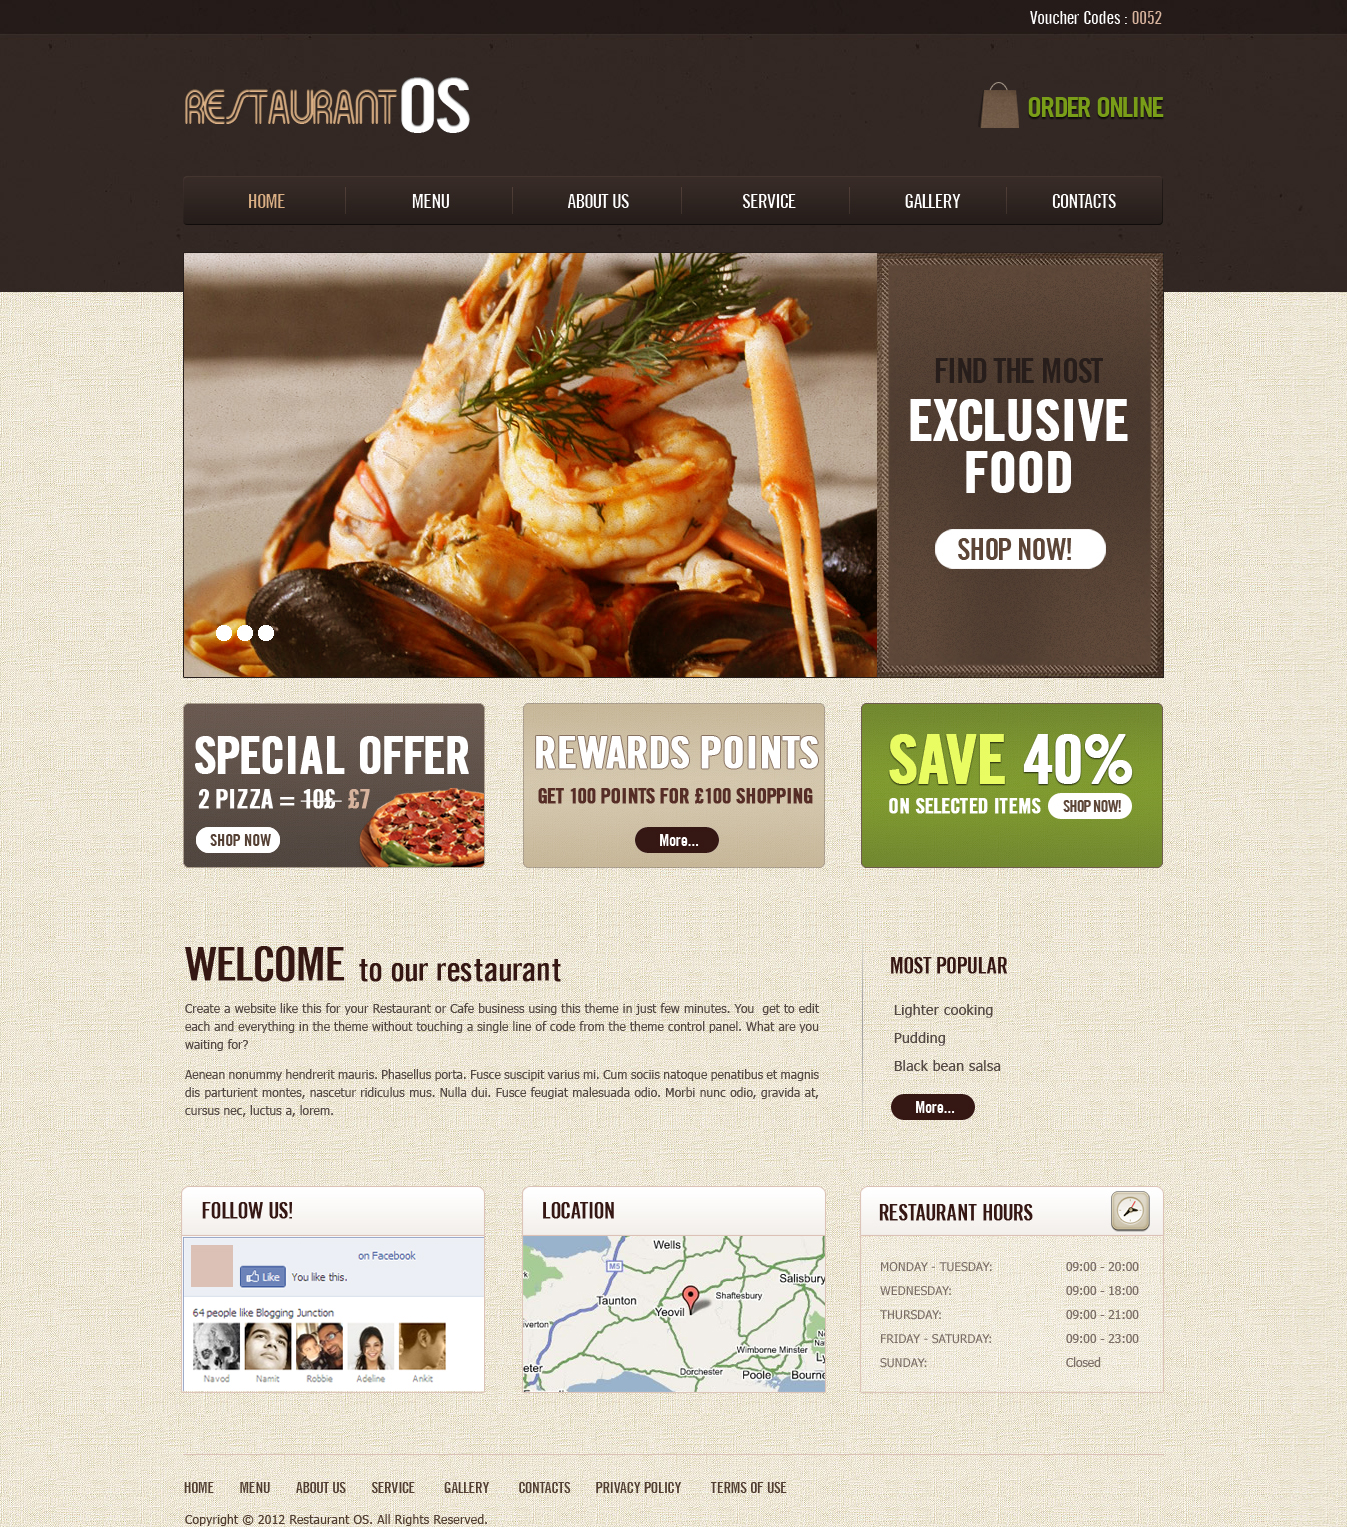 Voucher Codes : 0052
RESTAURANT OS
ORDER ONLINE
HOME MENU ABOUT US SERVICE GALLERY CONTACTS
FIND THE MOST
EXCLUSIVE
FOOD
SHOP NOW!
SPECIAL OFFER
2 PIZZA = 10£ £7
SHOP NOW
REWARDS POINTS
GET 100 POINTS FOR £100 SHOPPING
More...
SAVE 40%
ON SELECTED ITEMS SHOP NOW!
WELCOME to our restaurant
Create a website like this for your Restaurant or Cafe business using this theme in just few minutes. You get to edit
each and everything in the theme without touching a single line of code from the theme control panel. What are you
waiting for?
Aenean nonummy hendrerit mauris. Phasellus porta. Fusce suscipit varius mi. Cum sociis natoque penatibus et magnis
dis parturient montes, nascetur ridiculus mus. Nulla dui. Fusce feugiat malesuada odio. Morbi nunc odio, gravida at,
cursus nec, luctus a, lorem.
MOST POPULAR
Lighter cooking
Pudding
Black bean salsa
More...
FOLLOW US!
on Facebook
Like You like this.
64 people like Blogging Junction
Navod Namit Robbie Adeline Ankit
LOCATION
Wells
M5
Salisbury
Taunton
Shaftesbury
Yeovil
iverton°
Wimborne Minster
eter
Dorchester
Poole
Bourne
RESTAURANT HOURS
MONDAY - TUESDAY: 09:00 - 20:00
WEDNESDAY: 09:00 - 18:00
THURSDAY: 09:00 - 21:00
FRIDAY - SATURDAY: 09:00 - 23:00
SUNDAY: Closed
HOME MENU ABOUT US SERVICE GALLERY CONTACTS PRIVACY POLICY TERMS OF USE
Copyright © 2012 Restaurant OS. All Rights Reserved.